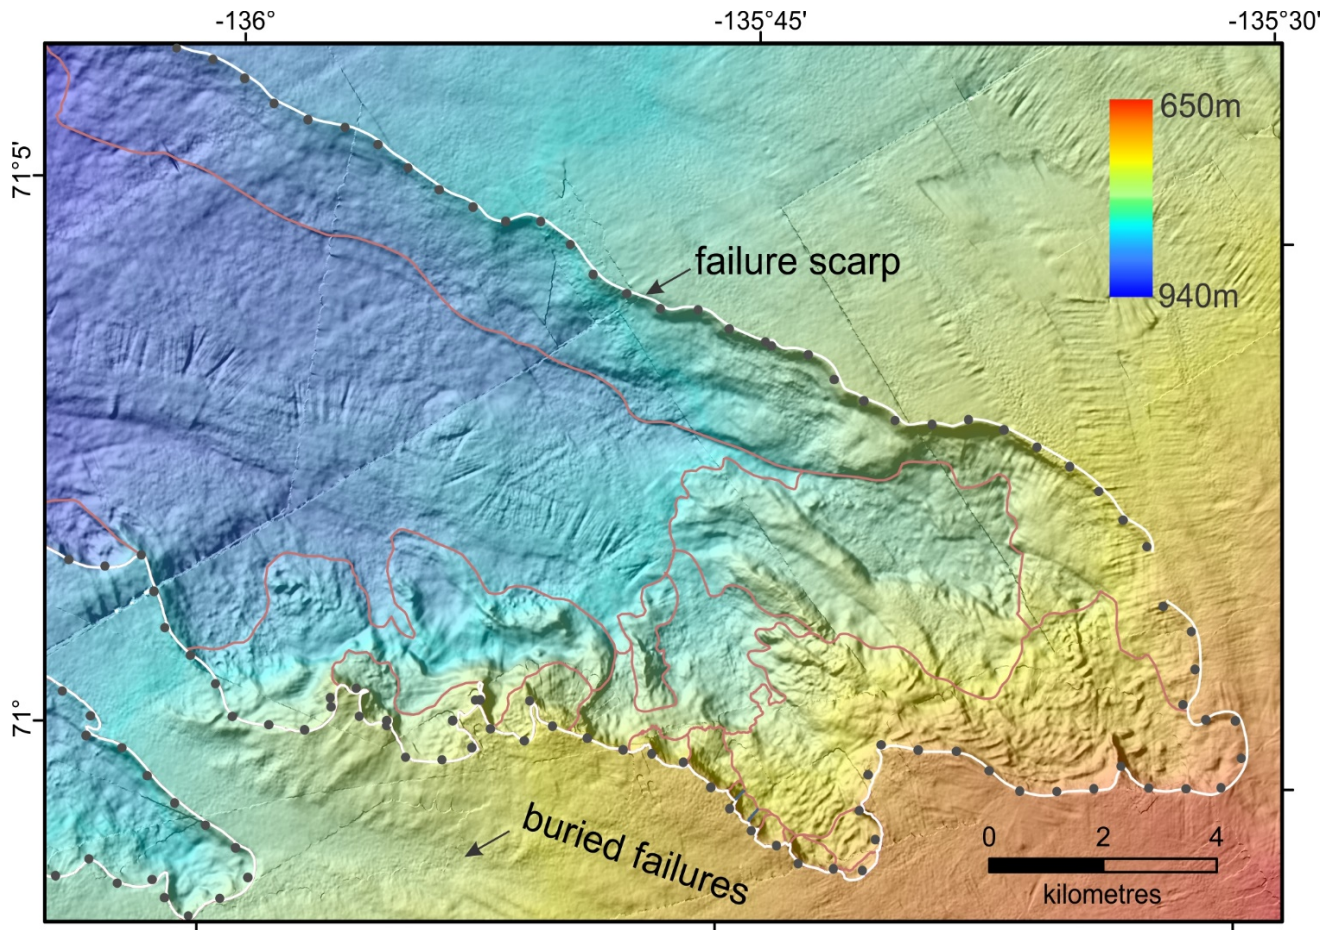 -136°
-135°45'
-135°30'
650m
71°5'
failure scarp
940m
71°
buried failures
0 2 4
kilometres